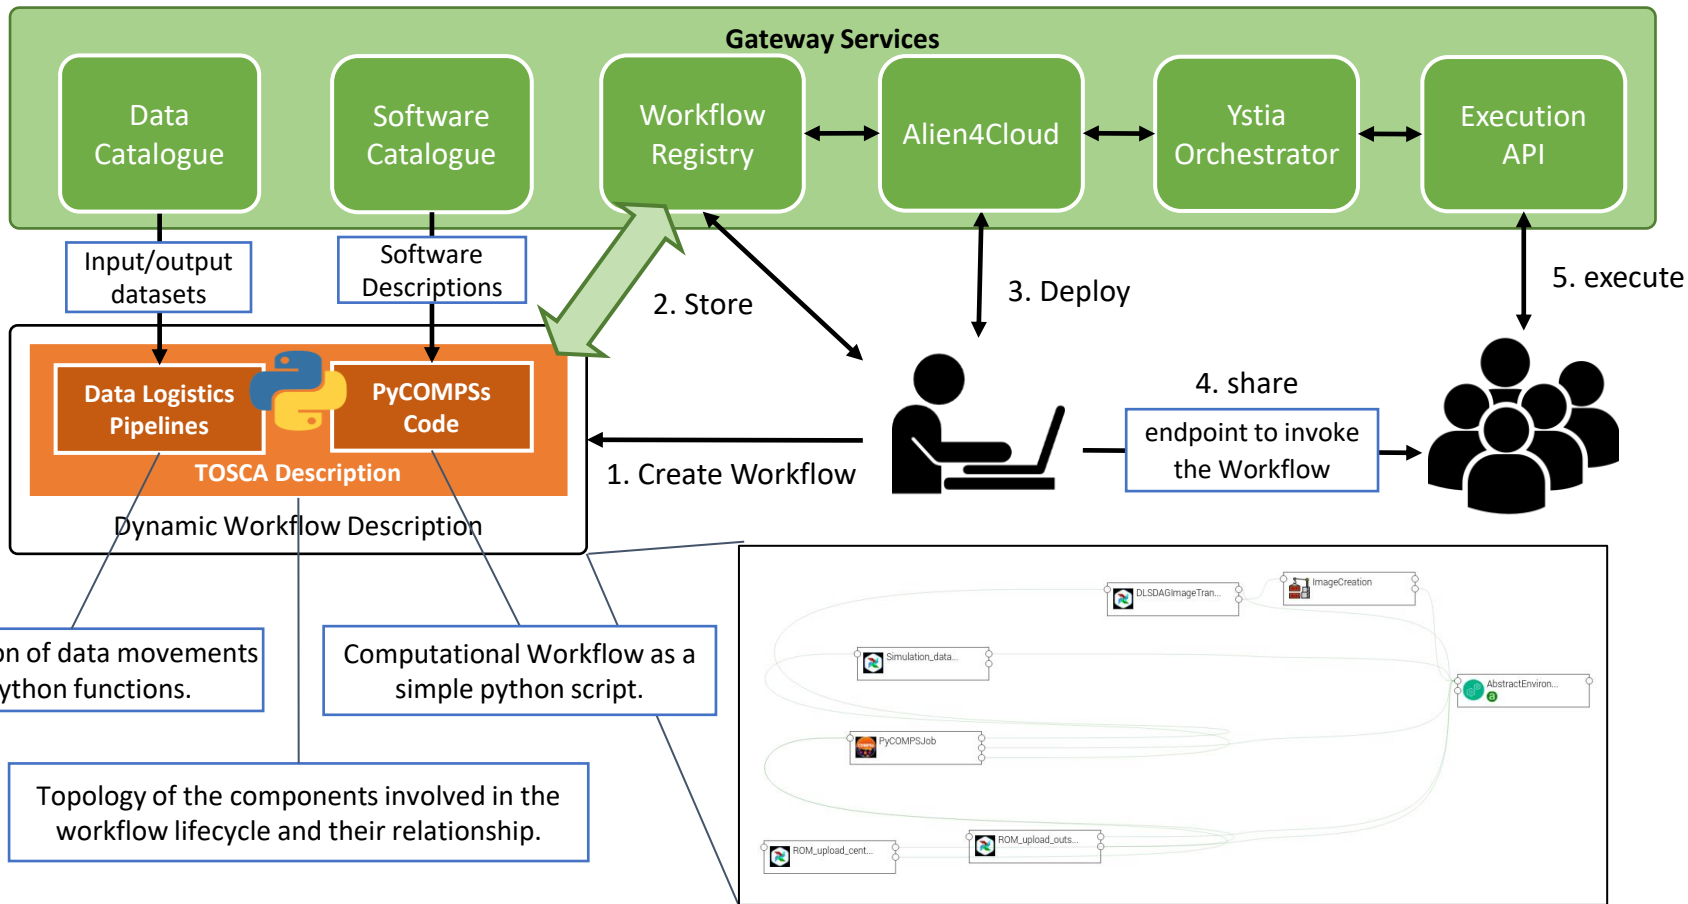 Gateway Services
Data
Catalogue
Software
Catalogue
Workflow
Registry
Alien4Cloud
Ystia
Orchestrator
Execution
API
Input/output
datasets
Software
Descriptions
2. Store
3. Deploy
5. execute
Data Logistics
Pipelines
PyCOMPSs
Code
TOSCA Description
Dynamic Workflow Description
1. Create Workflow
4. share
endpoint to invoke
the Workflow
of data movements
functions.
Computational Workflow as a
simple python script.
Topology of the components involved in the
workflow lifecycle and their relationship.
DLSDAGImageTran...
ImageCreation
Simulation_data...
AbstractEnviron...
a
PyCOMPSJob
ROM_upload_cent...
ROM_upload_outs...